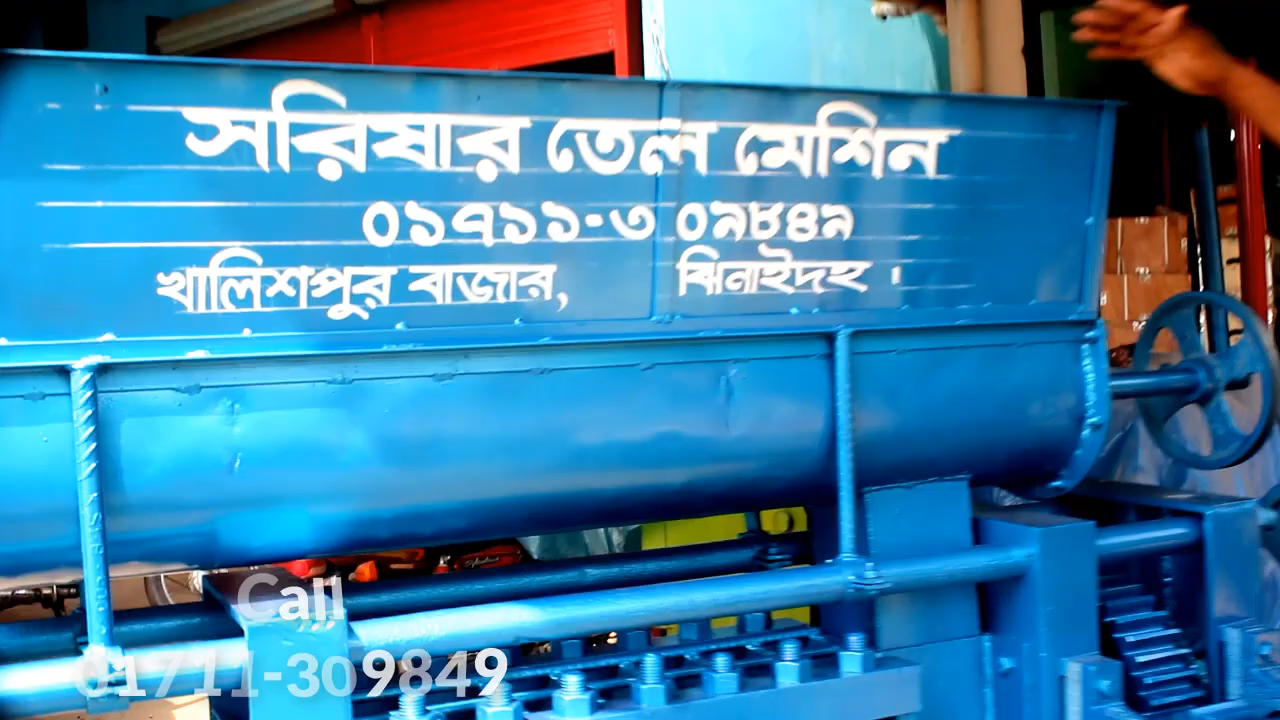 সরিষার তেল মেশিন
০১৭১১-৩ ০৯৮৪৯
খালিশপুর বাজার, ঝিনাইদহ ।
Call
01711-309849